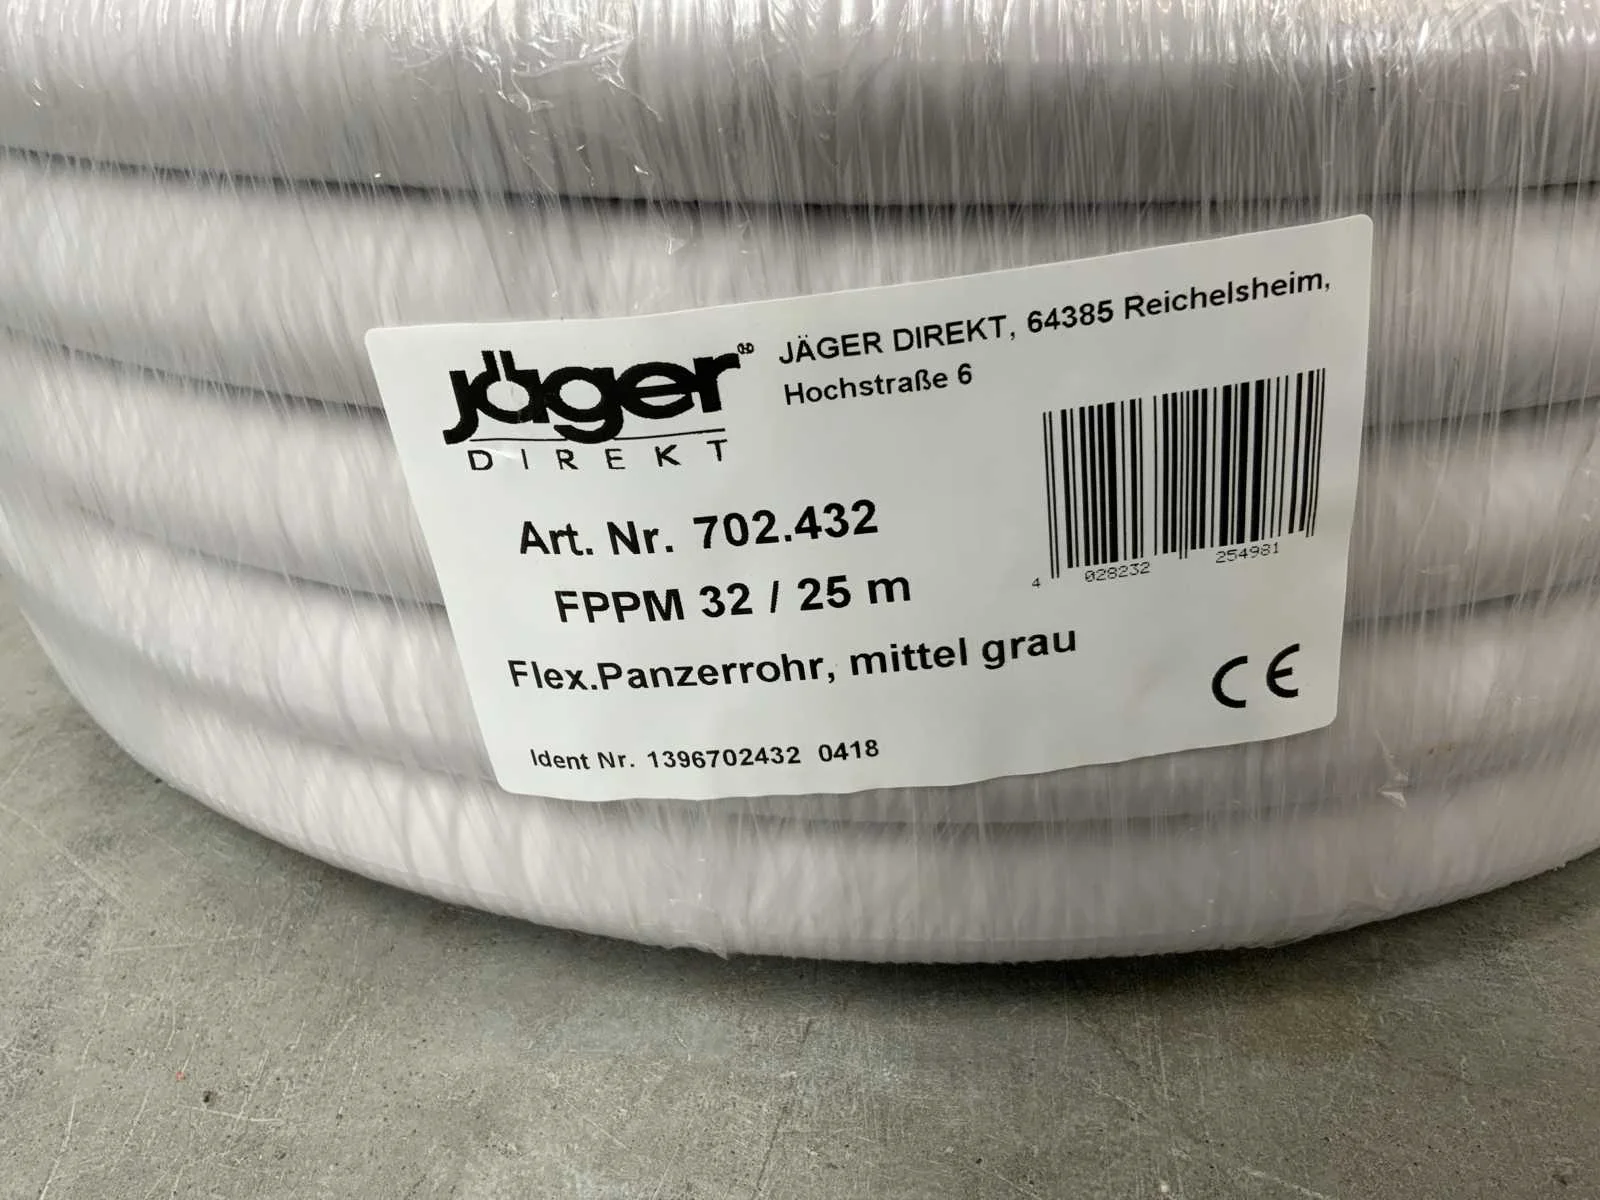 jäger
DIREKT
JÄGER DIREKT, 64385 Reichelsheim,
Hochstraße 6
Art. Nr. 702.432
FPPM 32 / 25 m
Flex.Panzerrohr, mittel grau
4 028232 254981
CE
Ident Nr. 1396702432 0418